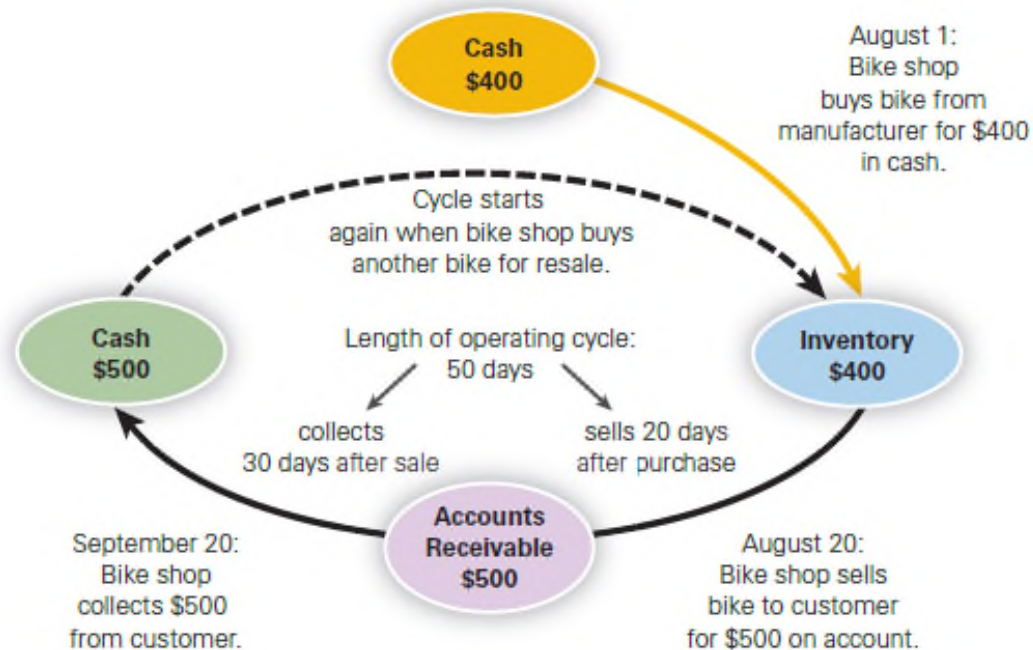 Cash
$400
August 1:
Bike shop
buys bike from
manufacturer for $400
in cash.
Cycle starts
again when bike shop buys
another bike for resale.
Cash
$500
Length of operating cycle:
50 days
Inventory
$400
collects
30 days after sale
sells 20 days
after purchase
Accounts
Receivable
$500
September 20:
Bike shop
collects $500
from customer.
August 20:
Bike shop sells
bike to customer
for $500 on account.